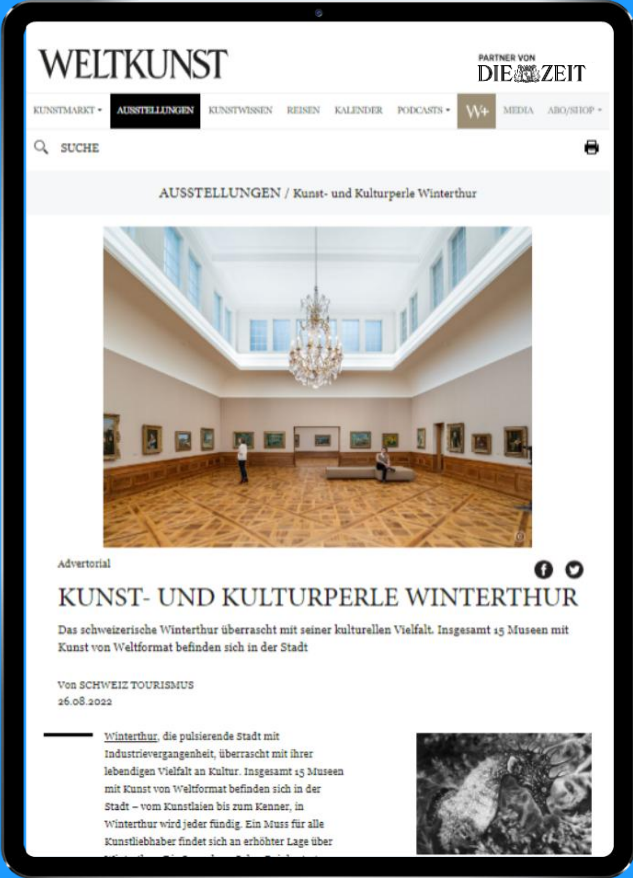 WELTKUNST
PARTNER VON
DIE ZEIT
KUNSTMARKT AUSSTELLUNGEN KUNSTWISSEN REISEN KALENDER PODCASTS W+ MEDIA ABO/SHOP
SUCHE
AUSSTELLUNGEN / Kunst- und Kulturperle Winterthur
©
Advertorial
KUNST- UND KULTURPERLE WINTERTHUR
Das schweizerische Winterthur überrascht mit seiner kulturellen Vielfalt. Insgesamt 15 Museen mit
Kunst von Weltformat befinden sich in der Stadt
Von SCHWEIZ TOURISMUS
26.08.2022
Winterthur, die pulsierende Stadt mit
Industrievergangenheit, überrascht mit ihrer
lebendigen Vielfalt an Kultur. Insgesamt 15 Museen
mit Kunst von Weltformat befinden sich in der
Stadt – vom Kunstlaien bis zum Kenner, in
Winterthur wird jeder fündig. Ein Muss für alle
Kunstliebhaber findet sich an erhöhter Lage über